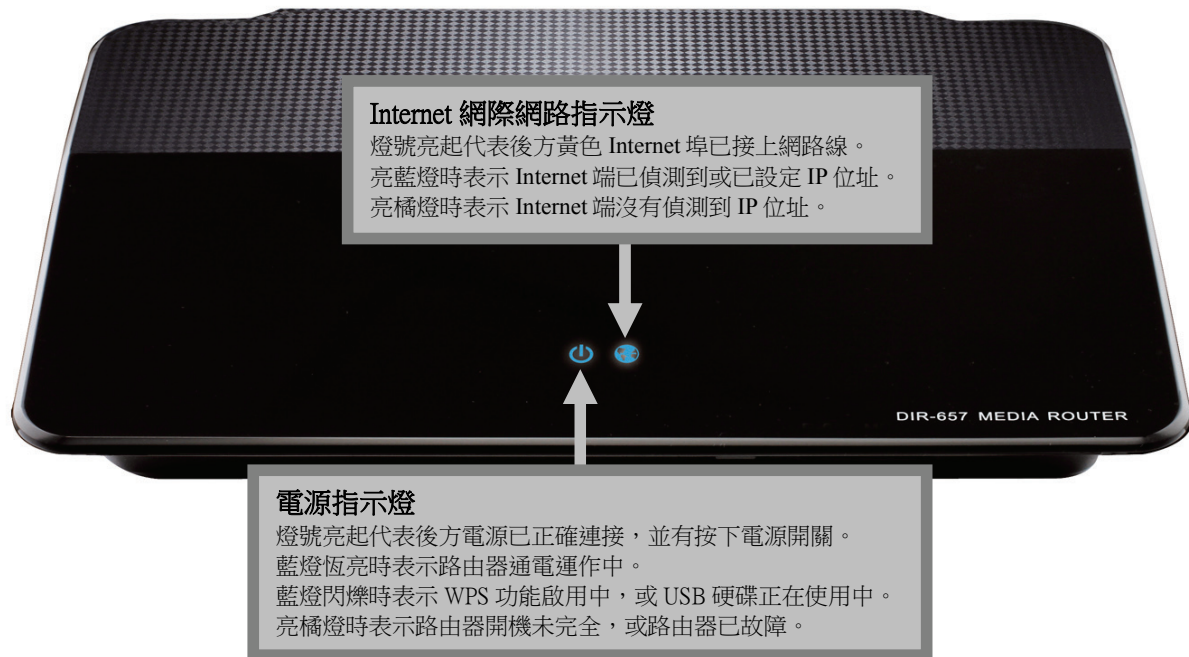 Internet 網際網路指示燈
燈號亮起代表後方黃色 Internet 埠已接上網路線。
亮藍燈時表示 Internet 端已偵測到或已設定 IP 位址。
亮橘燈時表示 Internet 端沒有偵測到 IP 位址。
DIR-657 MEDIA ROUTER
電源指示燈
燈號亮起代表後方電源已正確連接，並有按下電源開關。
藍燈恆亮時表示路由器通電運作中。
藍燈閃爍時表示 WPS 功能啟用中，或 USB 硬碟正在使用中。
亮橘燈時表示路由器開機未完全，或路由器已故障。